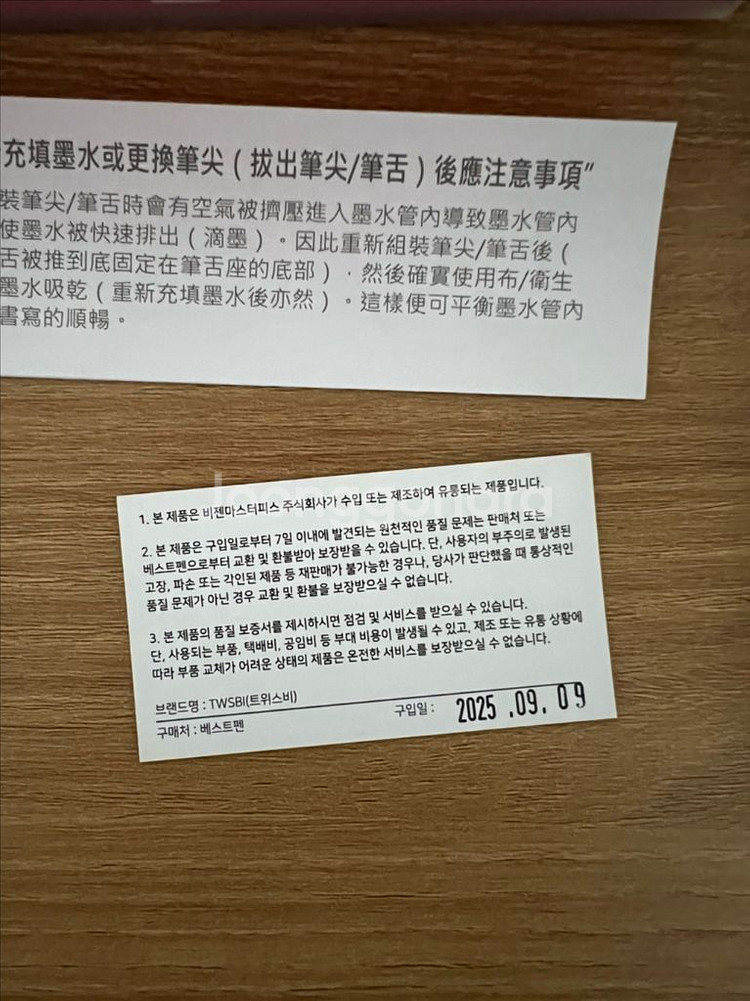 充填墨水或更換筆尖(拔出筆尖/筆舌)後應注意事項”
裝筆尖/筆舌時會有空氣被擠壓進入墨水管內導致墨水管內
使墨水被快速排出(滴墨)。因此重新組裝筆尖/筆舌後(
舌被推到底固定在筆舌座的底部),然後確實使用布/衛生
墨水吸乾(重新充填墨水後亦然)。這樣便可平衡墨水管內
書寫的順暢。
joonggonara
1. 본 제품은 비젠마스터피스 주식회사가 수입 또는 제조하여 유통되는 제품입니다.
2. 본 제품은 구입일로부터 7일 이내에 발견되는 원천적인 품질 문제는 판매처 또는
베스트펜으로부터 교환 및 환불받아 보장받을 수 있습니다. 단, 사용자의 부주의로 발생된
고장, 파손 또는 각인된 제품 등 재판매가 불가능한 경우나, 당사가 판단했을 때 통상적인
품질 문제가 아닌 경우 교환 및 환불을 보장받으실 수 없습니다.
3. 본 제품의 품질 보증서를 제시하시면 점검 및 서비스를 받으실 수 있습니다.
단, 사용되는 부품, 택배비, 공임비 등 부대 비용이 발생될 수 있고, 제조 또는 유통 상황에
따라 부품 교체가 어려운 상태의 제품은 온전한 서비스를 보장받으실 수 없습니다.
브랜드명 : TWSBI(트위스비)
구매처 : 베스트펜
구입일 : 2025 .09. 09